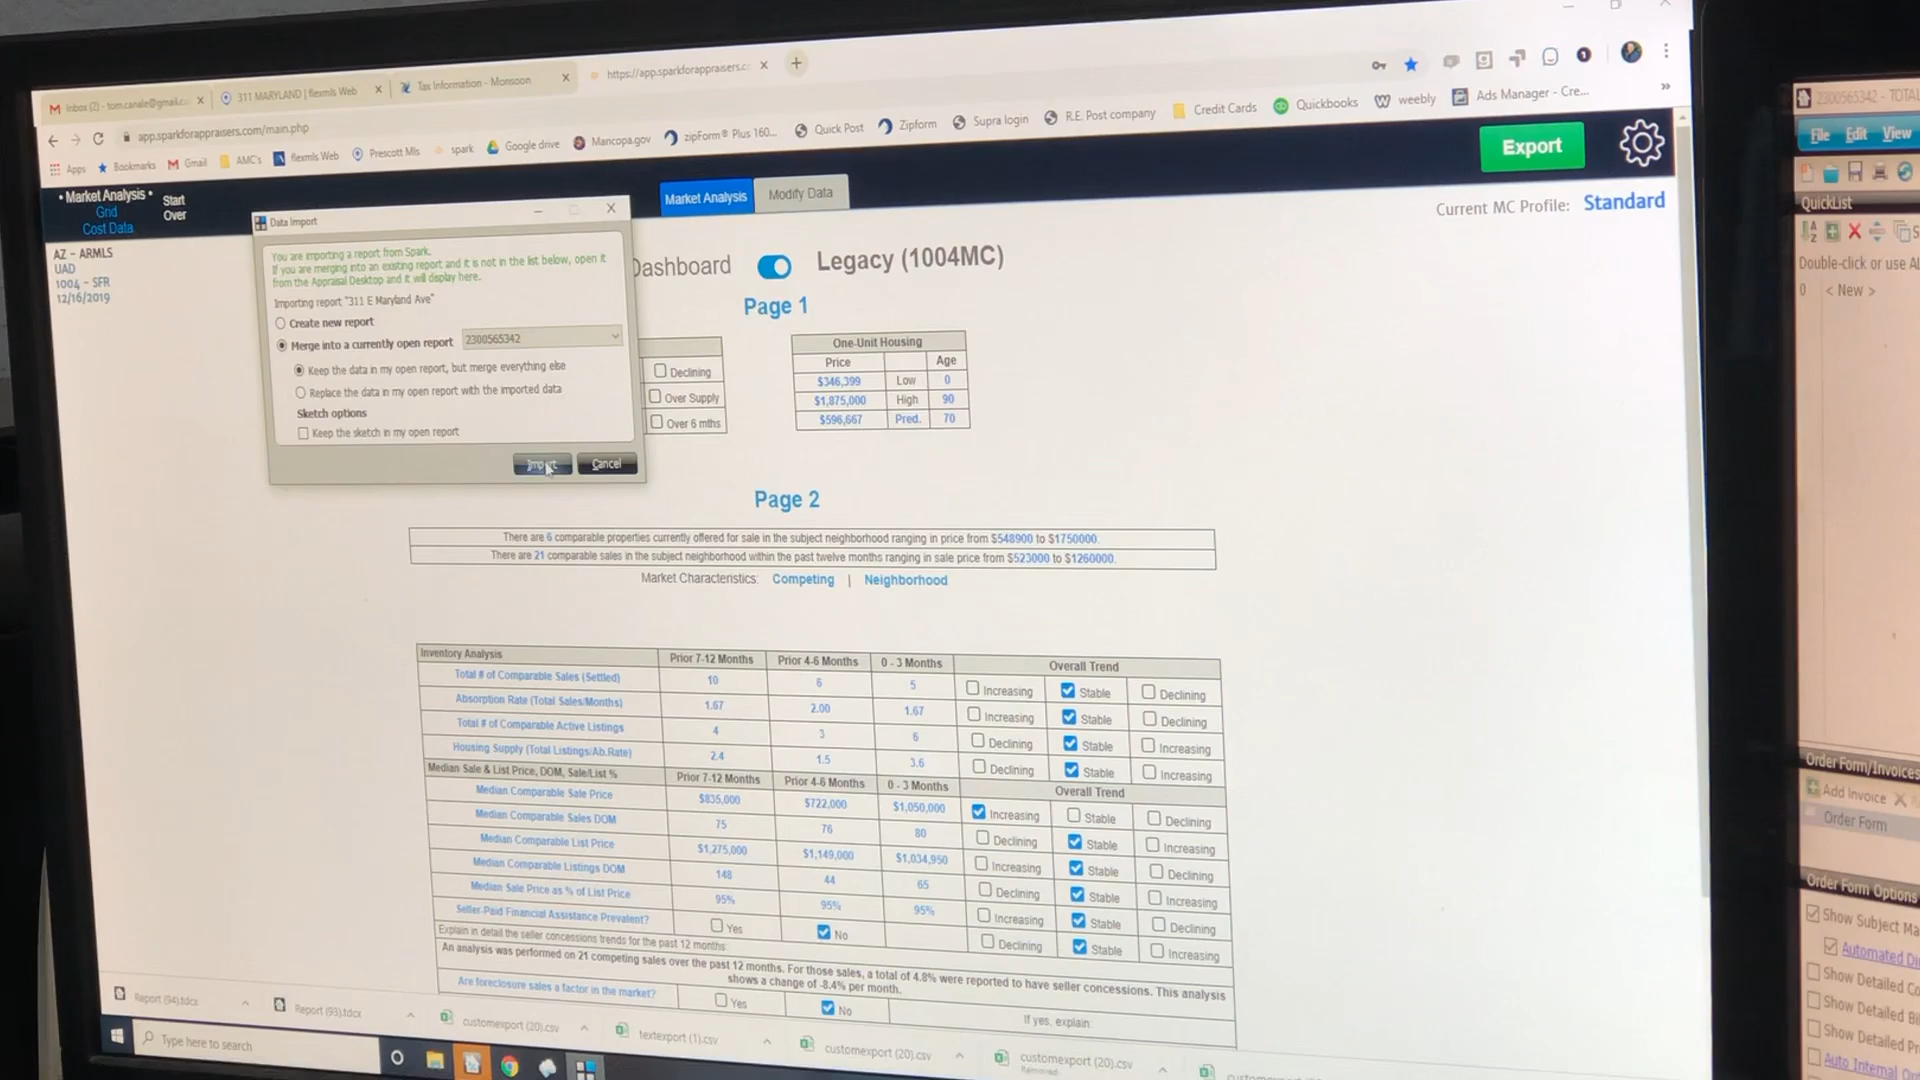 Inbox (2) - tom.canale@gmail.c
311 MARYLAND | flexmls Web
Tax Information - Monsoon
https://app.sparkforappraisers.c
app.sparkforappraisers.com/main.php
Apps
Bookmarks
Gmail
AMC's
flexmls Web
Prescott Mls
spark
Google drive
Mancopa.gov
zipForm® Plus 160...
Quick Post
Zipform
Supra login
R.E. Post company
Credit Cards
Quickbooks
weebly
Ads Manager - Cre...
• Market Analysis •
Grid
Cost Data
Start Over
Market Analysis
Modify Data
Export
Current MC Profile: Standard
AZ - ARMLS
UAD
1004 - SFR
12/16/2019
Data Import
You are importing a report from Spark.
If you are merging into an existing report and it is not in the list below, open it
from the Appraisal Desktop and it will display here.
Importing report "311 E Maryland Ave"
Create new report
Merge into a currently open report 2300565342
Keep the data in my open report, but merge everything else
Replace the data in my open report with the imported data
Sketch options
Keep the sketch in my open report
Import
Cancel
Dashboard
Legacy (1004MC)
Page 1
Declining
Over Supply
Over 6 mths
One-Unit Housing
Price Age
$346,399 Low 0
$1,875,000 High 90
$596,667 Pred. 70
Page 2
There are 6 comparable properties currently offered for sale in the subject neighborhood ranging in price from $548900 to $1750000.
There are 21 comparable sales in the subject neighborhood within the past twelve months ranging in sale price from $523000 to $1260000.
Market Characteristics: Competing | Neighborhood
Inventory Analysis Prior 7-12 Months Prior 4-6 Months 0 - 3 Months Overall Trend
Total # of Comparable Sales (Settled) 10 6 5 Increasing Stable Declining
Absorption Rate (Total Sales/Months) 1.67 2.00 1.67 Increasing Stable Declining
Total # of Comparable Active Listings 4 3 6 Declining Stable Increasing
Housing Supply (Total Listings/Ab.Rate) 2.4 1.5 3.6 Declining Stable Increasing
Median Sale & List Price, DOM, Sale/List % Prior 7-12 Months Prior 4-6 Months 0 - 3 Months Overall Trend
Median Comparable Sale Price $835,000 $722,000 $1,050,000 Increasing Stable Declining
Median Comparable Sales DOM 75 76 80 Declining Stable Increasing
Median Comparable List Price $1,275,000 $1,149,000 $1,034,950 Increasing Stable Declining
Median Comparable Listings DOM 148 44 65 Declining Stable Increasing
Median Sale Price as % of List Price 95% 95% 95% Increasing Stable Declining
Seller-Paid Financial Assistance Prevalent? Yes No Declining Stable Increasing
Explain in detail the seller concessions trends for the past 12 months
An analysis was performed on 21 competing sales over the past 12 months. For those sales, a total of 4.8% were reported to have seller concessions. This analysis
shows a change of -8.4% per month.
Are foreclosure sales a factor in the market? Yes No If yes, explain:
Report (94).tdcx
Report (93).tdcx
customexport (20).csv
textexport (1).csv
customexport (20).csv
customexport (20).csv
Removed
Type here to search
2300565342 - TOTAL
File Edit View
QuickList
Double-click or use Al
0 < New >
Order Form/Invoices
Add Invoice
Order Form
Order Form Options
Show Subject Ma
Automated Di
Show Detailed Co
Show Detailed Bi
Show Detailed Pr
Auto Internal Or